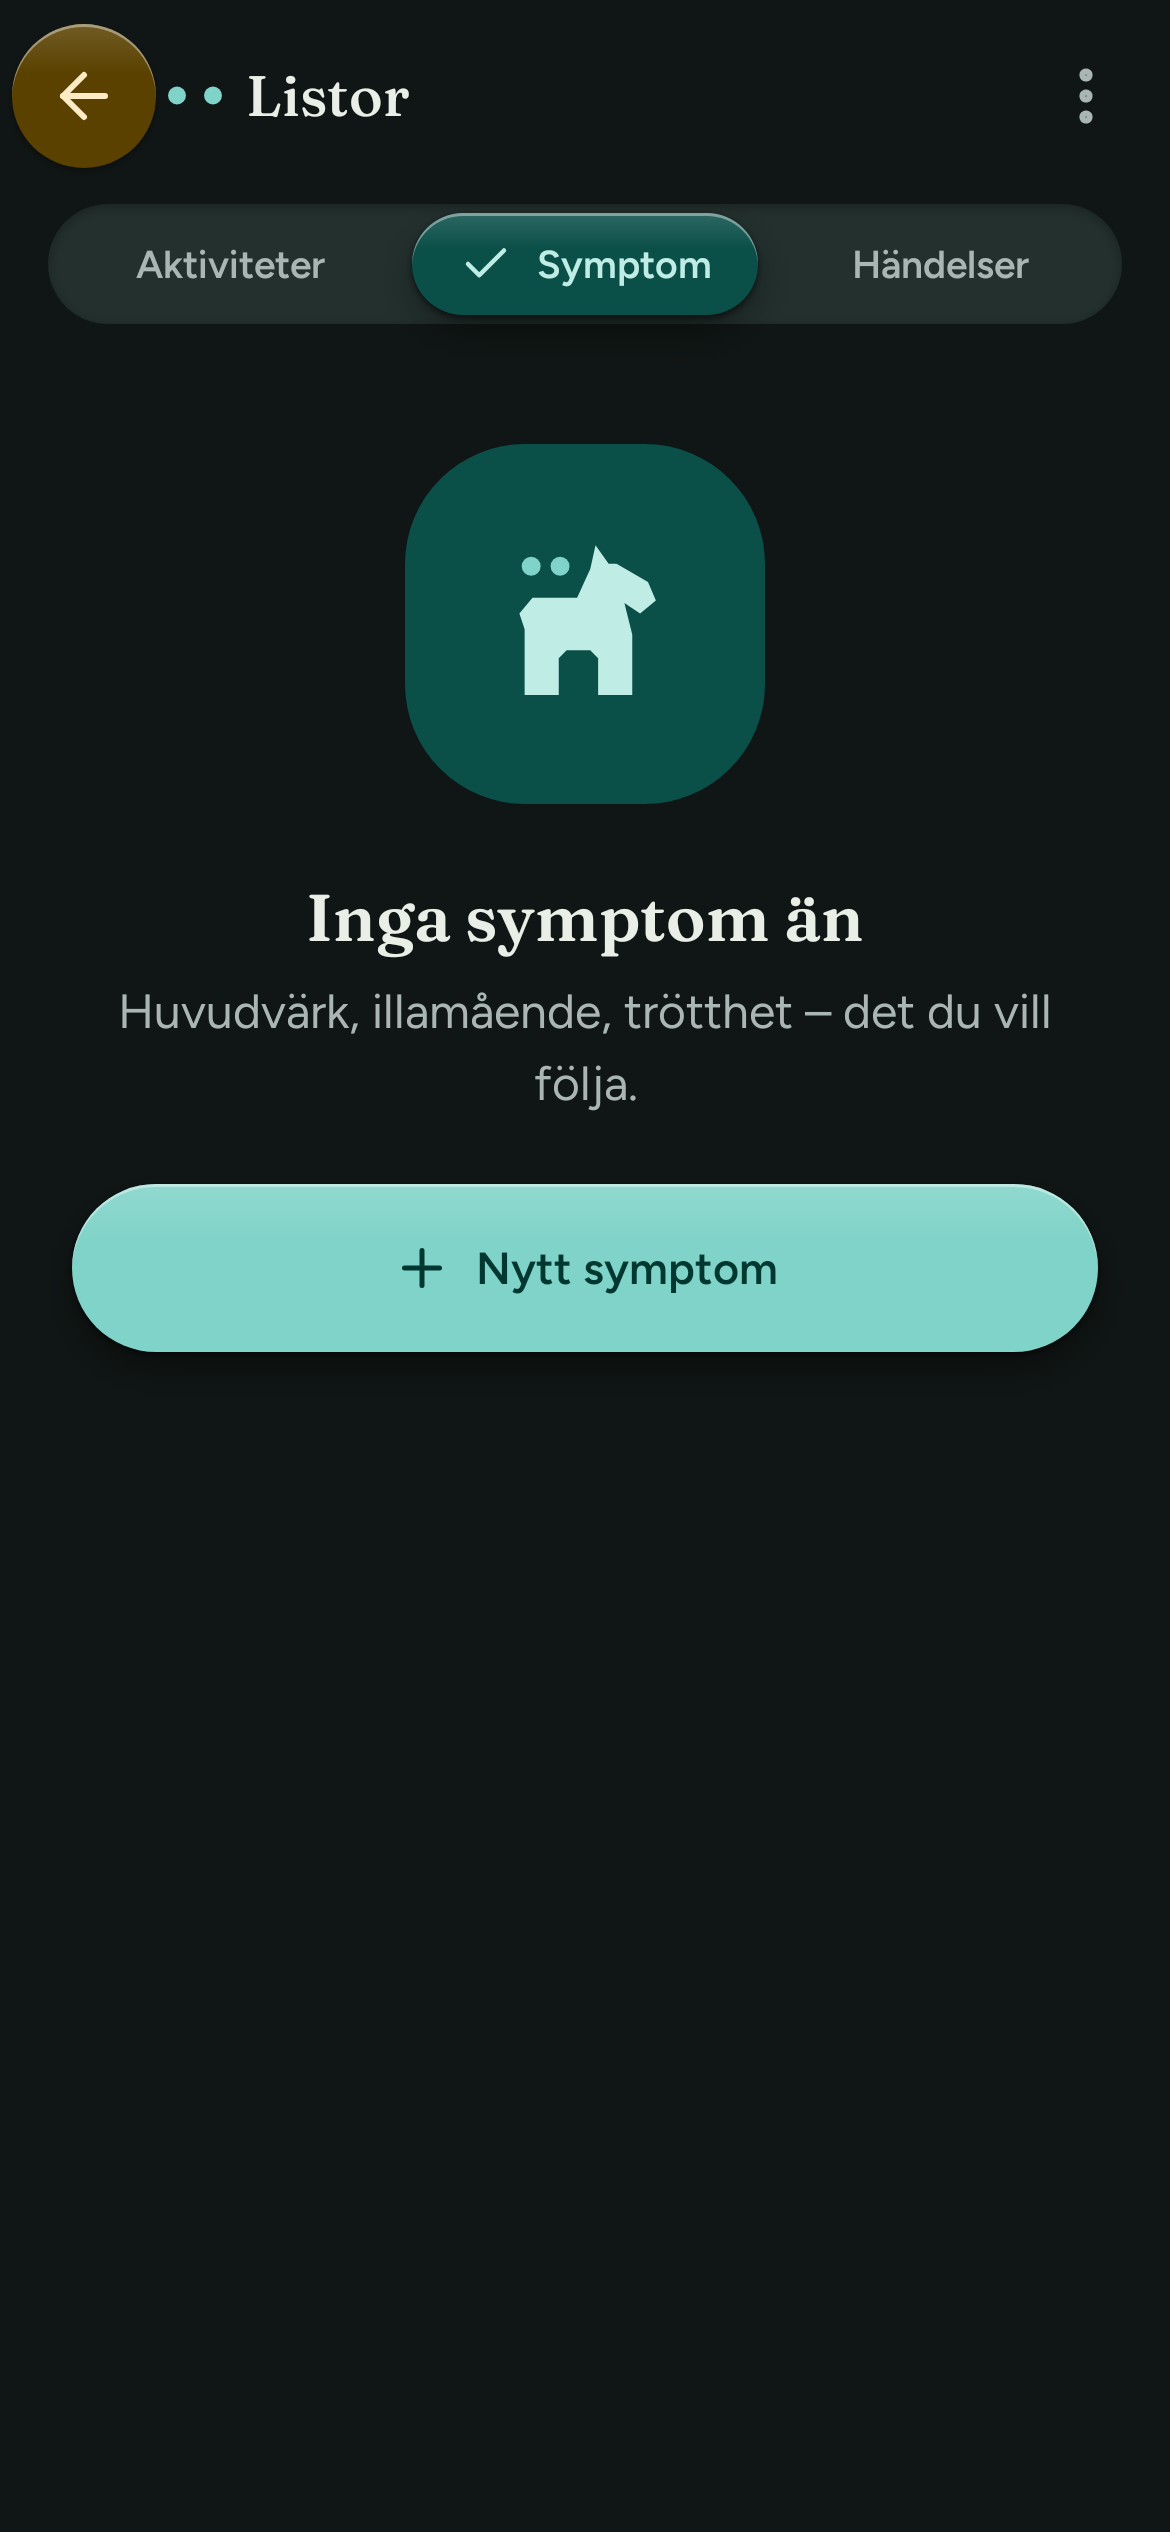 Listor
Aktiviteter
Symptom
Händelser
Inga symptom än
Huvudvärk, illamående, trötthet – det du vill
följa.
Nytt symptom